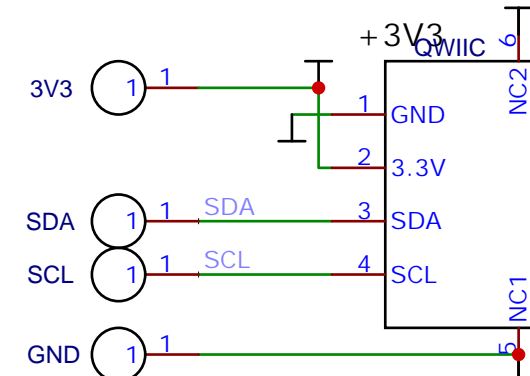 +3V3
QWIIC
6
NC2
3V3 1 1
1 GND
2 3.3V
SDA 1 1 SDA 3 SDA
SCL 1 1 SCL 4 SCL
NC1
5
GND 1 1